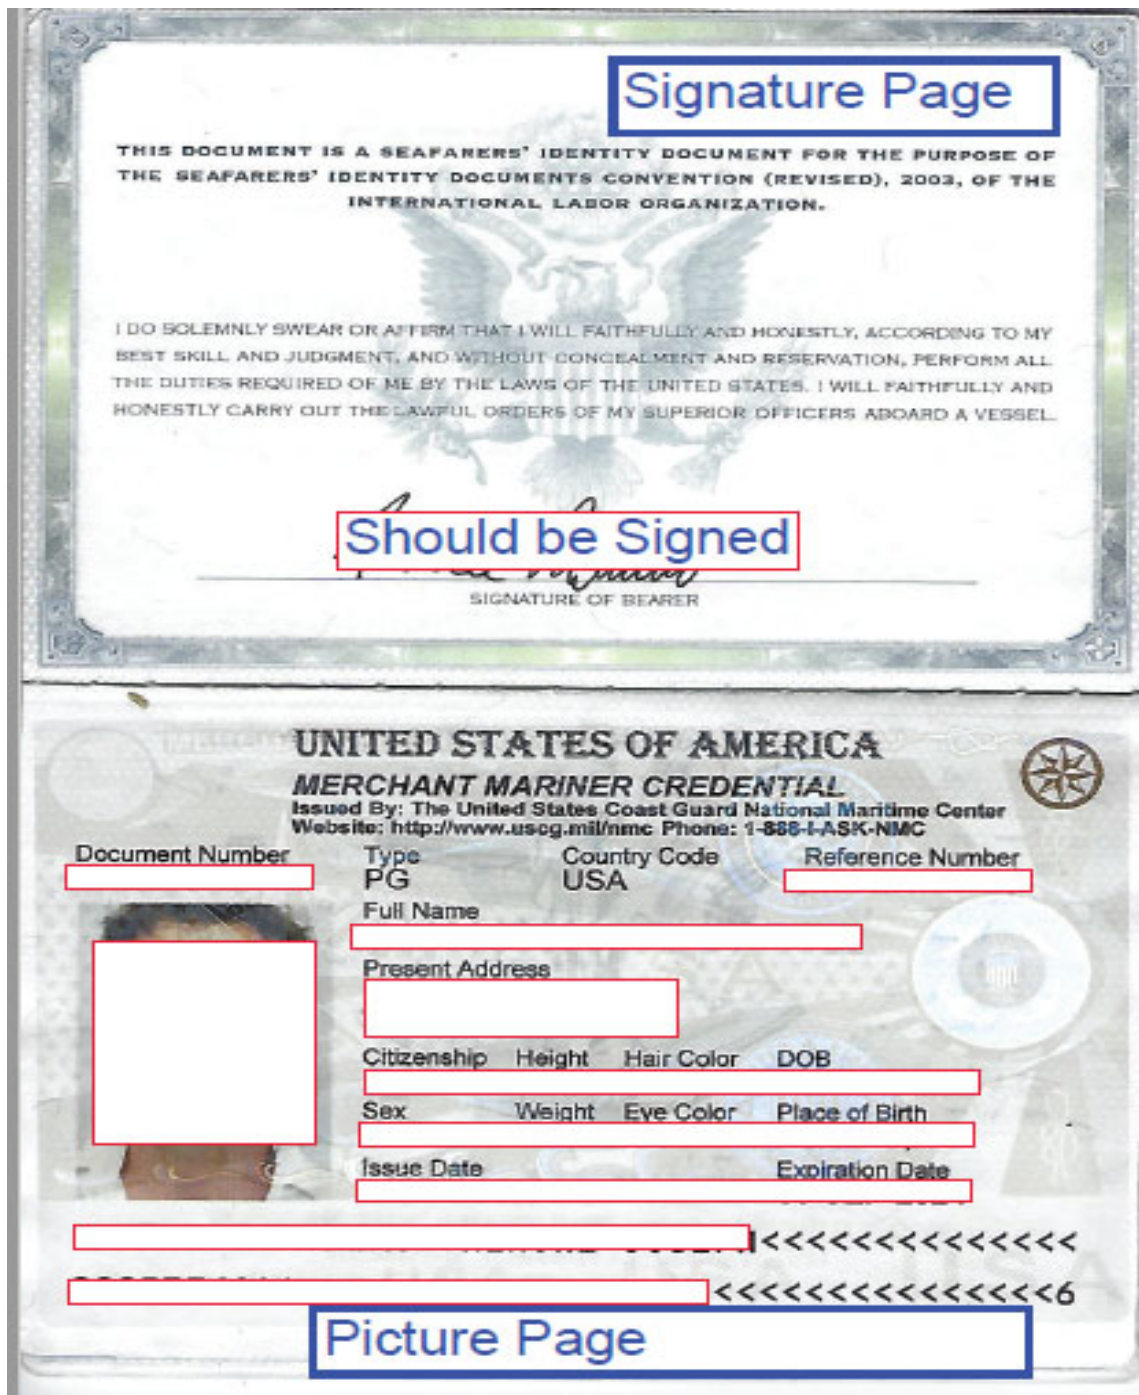 Signature Page
THIS DOCUMENT IS A SEAFARERS' IDENTITY DOCUMENT FOR THE PURPOSE OF
THE SEAFARERS' IDENTITY DOCUMENTS CONVENTION (REVISED), 2003, OF THE
INTERNATIONAL LABOR ORGANIZATION.
I DO SOLEMNLY SWEAR OR AFFIRM THAT I WILL FAITHFULLY AND HONESTLY, ACCORDING TO MY
BEST SKILL AND JUDGMENT, AND WITHOUT CONCEALMENT AND RESERVATION, PERFORM ALL
THE DUTIES REQUIRED OF ME BY THE LAWS OF THE UNITED STATES. I WILL FAITHFULLY AND
HONESTLY CARRY OUT THE LAWFUL ORDERS OF MY SUPERIOR OFFICERS ABOARD A VESSEL.
Should be Signed
SIGNATURE OF BEARER
UNITED STATES OF AMERICA
MERCHANT MARINER CREDENTIAL
Issued By: The United States Coast Guard National Maritime Center
Website: http://www.uscg.mil/nmc Phone: 1-888-I-ASK-NMC
Document Number Type Country Code Reference Number
PG USA
Full Name
Present Address
Citizenship Height Hair Color DOB
Sex Weight Eye Color Place of Birth
Issue Date Expiration Date
<<<<<<<<<<<<<<<
<<<<<<<<<<<<<<<<6
Picture Page